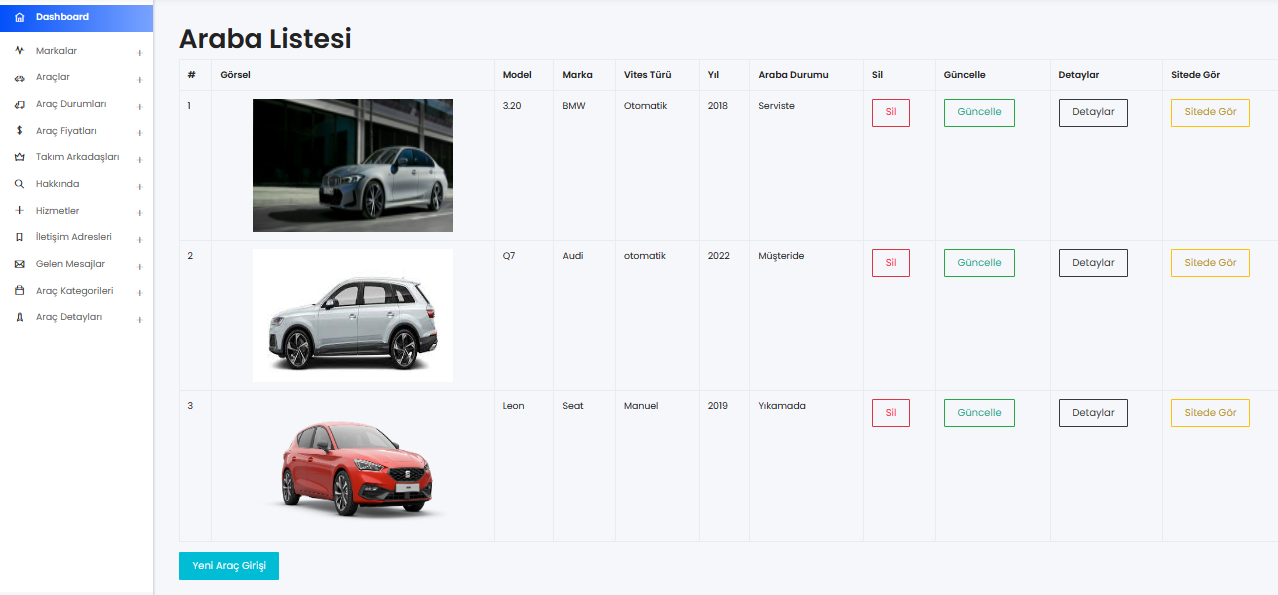 Dashboard
Markalar
Araçlar
Araç Durumları
Araç Fiyatları
Takım Arkadaşları
Hakkında
Hizmetler
İletişim Adresleri
Gelen Mesajlar
Araç Kategorileri
Araç Detayları
Araba Listesi
# Görsel Model Marka Vites Türü Yıl Araba Durumu Sil Güncelle Detaylar Sitede Gör
1 3.20 BMW Otomatik 2018 Serviste Sil Güncelle Detaylar Sitede Gör
2 Q7 Audi otomatik 2022 Müşteride Sil Güncelle Detaylar Sitede Gör
3 Leon Seat Manuel 2019 Yıkamada Sil Güncelle Detaylar Sitede Gör
Yeni Araç Girişi